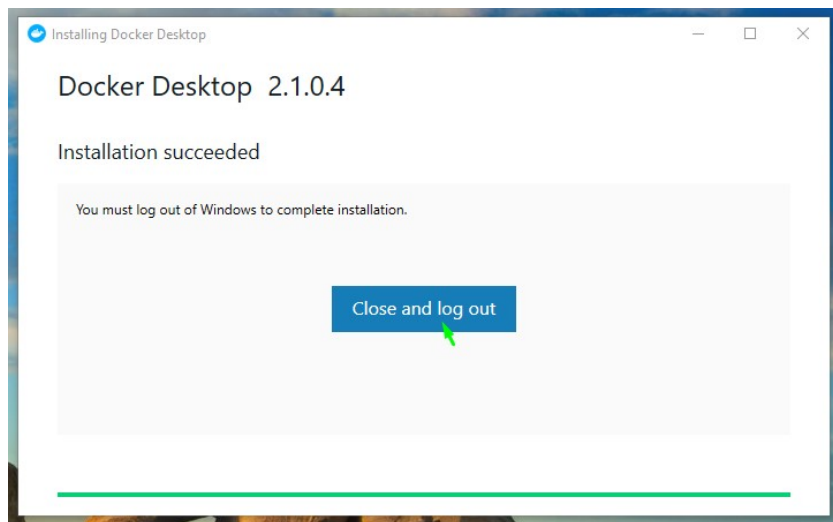 Installing Docker Desktop
Docker Desktop 2.1.0.4
Installation succeeded
You must log out of Windows to complete installation.
Close and log out